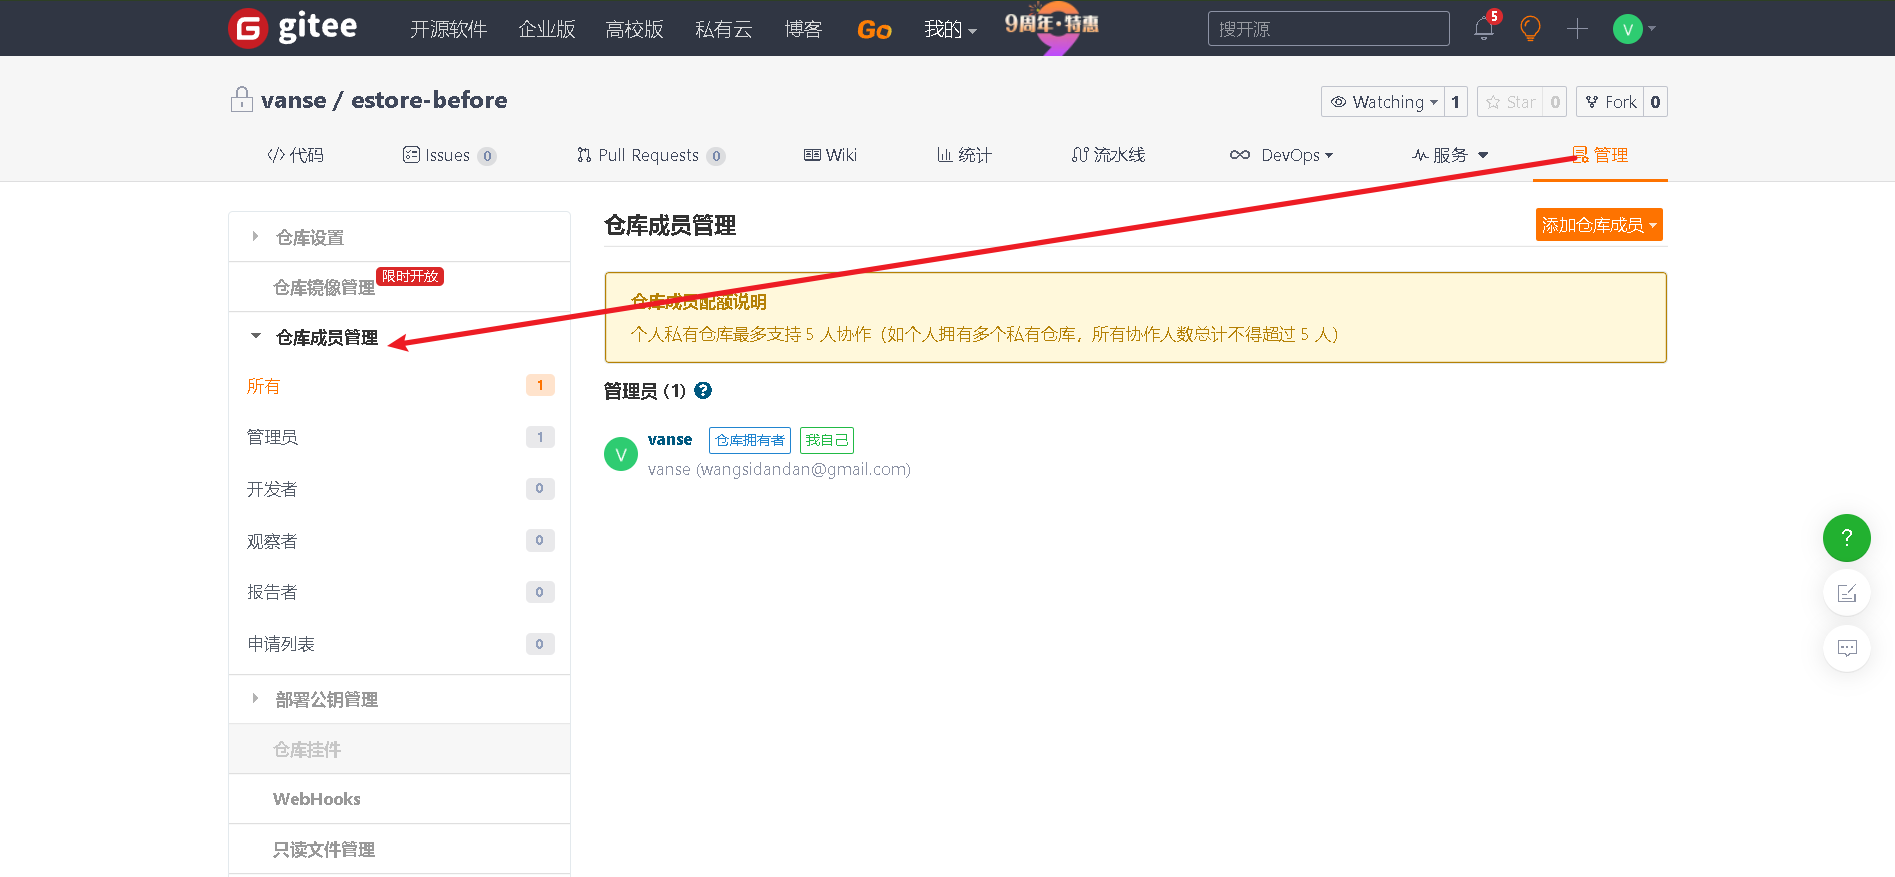 gitee 开源软件 企业版 高校版 私有云 博客 Go 我的 9周年·特惠 搜开源 5 V
vanse / estore-before
Watching 1 Star 0 Fork 0
代码 Issues 0 Pull Requests 0 Wiki 统计 流水线 DevOps 服务 管理
仓库设置
仓库镜像管理 限时开放
仓库成员管理
所有 1
管理员 1
开发者 0
观察者 0
报告者 0
申请列表 0
部署公钥管理
仓库挂件
WebHooks
只读文件管理
仓库成员管理
添加仓库成员
仓库成员配额说明
个人私有仓库最多支持 5 人协作（如个人拥有多个私有仓库，所有协作人数总计不得超过 5 人）
管理员 (1) ?
V vanse 仓库拥有者 我自己
vanse (wangsidandan@gmail.com)
?